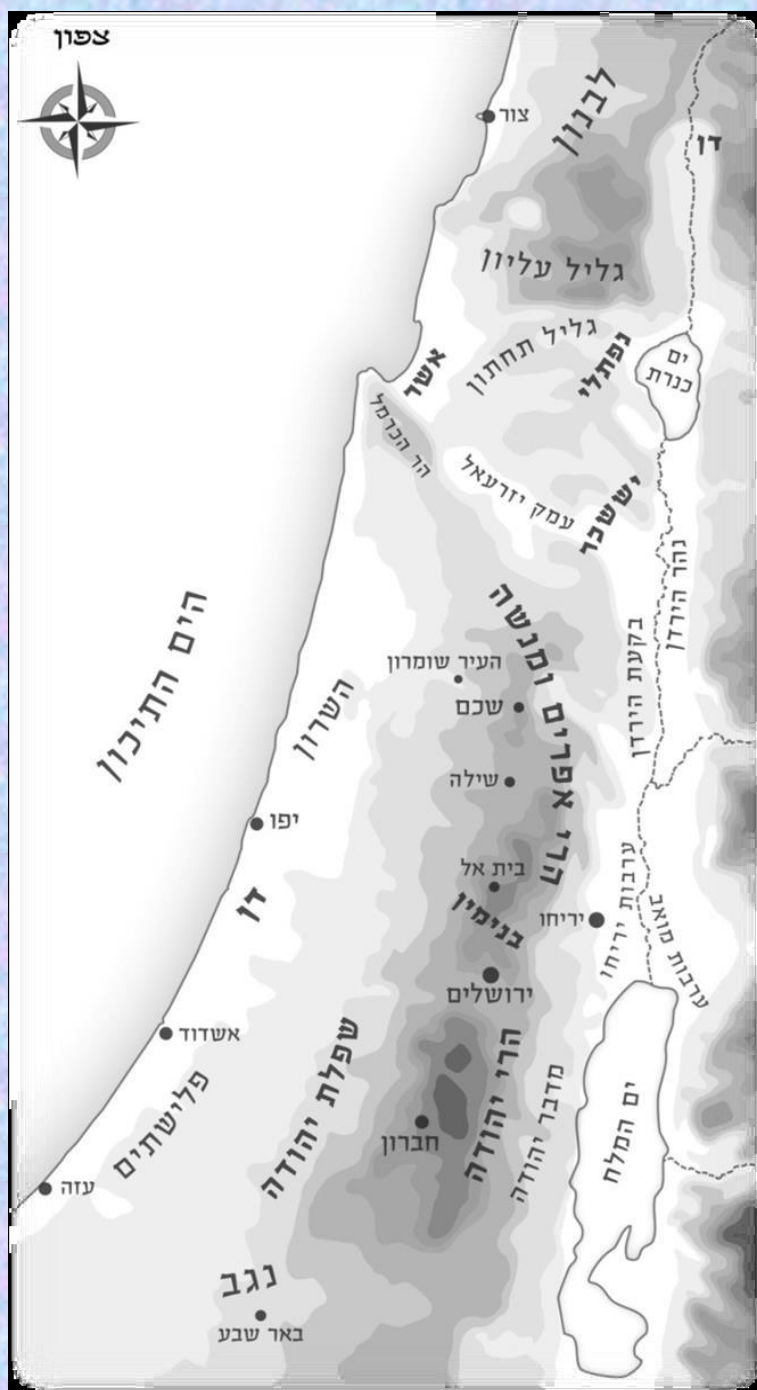 צפון
לבנון
צור
דן
גליל עליון
גליל תחתון
נפתלי
ים
כנרת
אשר
הר הכרמל
עמק יזרעאל
יששכר
נהר הירדן
בקעת הירדן
הים התיכון
השרון
העיר שומרון
שכם
הרי אפרים ומנשה
שילה
יפו
בית אל
דן
בנימין
יריחו
ערבות יריחו
ערבות מואב
ירושלים
אשדוד
פלישתים
שפלת יהודה
הרי יהודה
מדבר יהודה
ים המלח
חברון
עזה
נגב
באר שבע